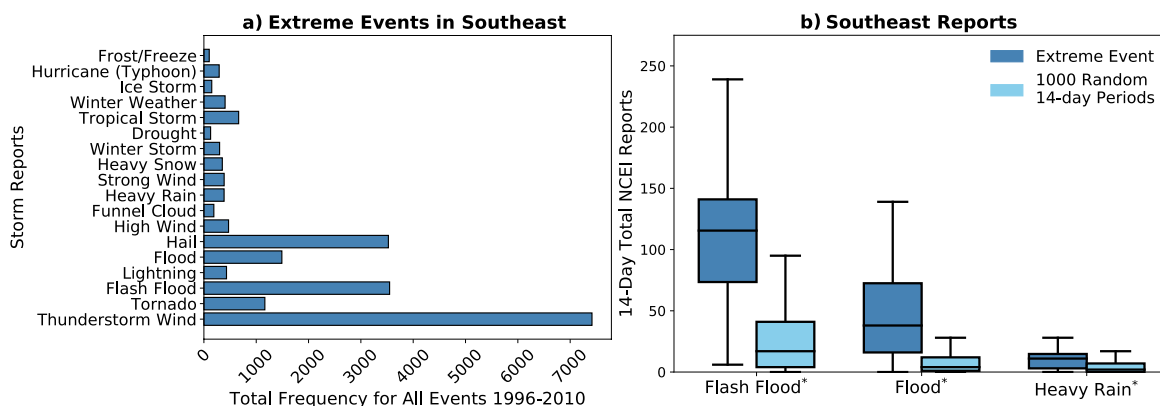 a) Extreme Events in Southeast
Storm Reports
Frost/Freeze
Hurricane (Typhoon)
Ice Storm
Winter Weather
Tropical Storm
Drought
Winter Storm
Heavy Snow
Strong Wind
Heavy Rain
Funnel Cloud
High Wind
Hail
Flood
Lightning
Flash Flood
Tornado
Thunderstorm Wind
0 1000 2000 3000 4000 5000 6000 7000
Total Frequency for All Events 1996-2010
b) Southeast Reports
14-Day Total NCEI Reports
250
200
150
100
50
0
Extreme Event
1000 Random
14-day Periods
Flash Flood* Flood* Heavy Rain*